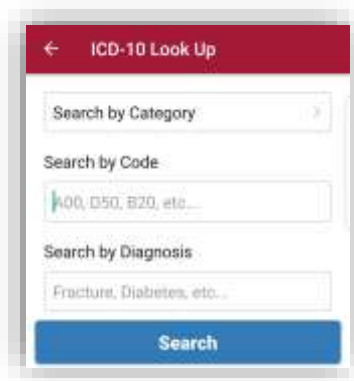 ICD-10 Look Up
Search by Category
Search by Code
A00, D50, B20, etc...
Search by Diagnosis
Fracture, Diabetes, etc...
Search